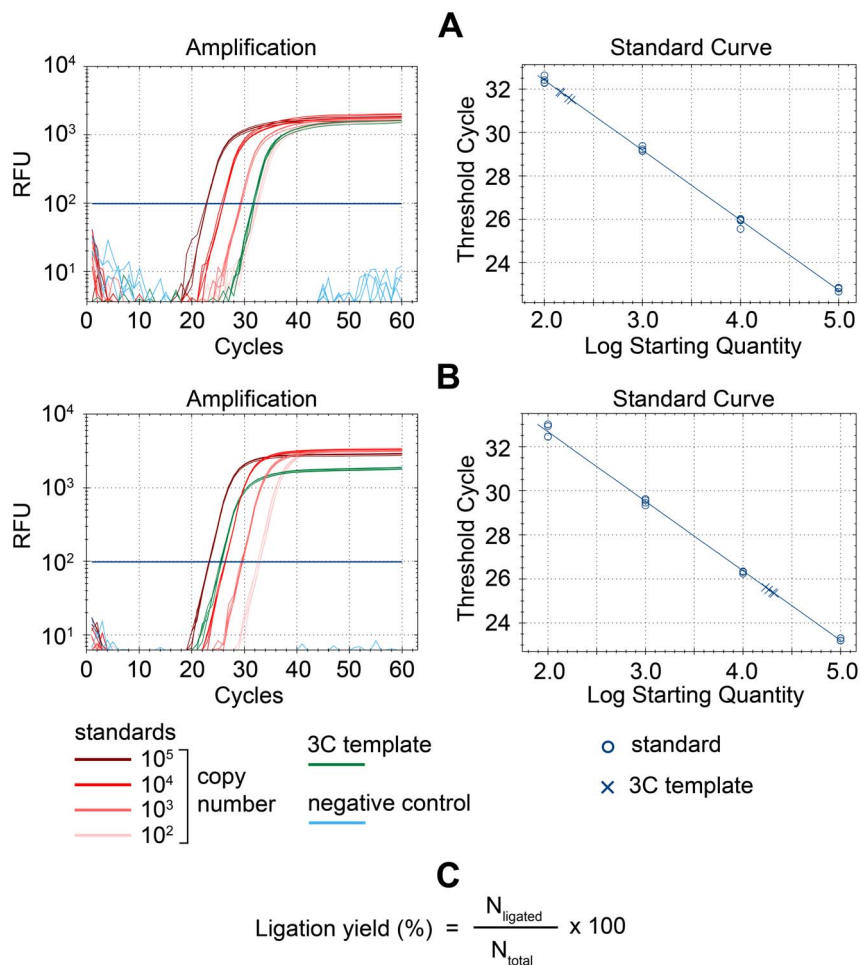 A
Amplification
Standard Curve
10⁴
10³
10²
10¹
RFU
0 10 20 30 40 50 60
Cycles
32
30
28
26
24
Threshold Cycle
2.0 3.0 4.0 5.0
Log Starting Quantity
B
Amplification
Standard Curve
10⁴
10³
10²
10¹
RFU
0 10 20 30 40 50 60
Cycles
32
30
28
26
24
Threshold Cycle
2.0 3.0 4.0 5.0
Log Starting Quantity
standards
10⁵
10⁴
10³
10²
copy
number
3C template
negative control
standard
3C template
C
Ligation yield (%) = N_ligated / N_total x 100